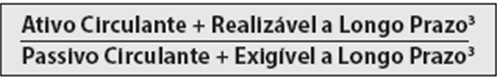 Ativo Circulante + Realizável a Longo Prazo³
Passivo Circulante + Exigível a Longo Prazo³